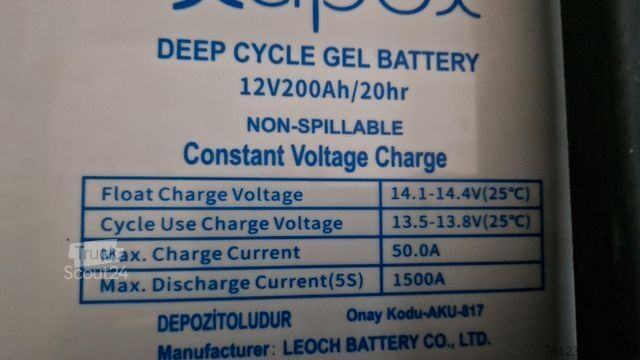 DEEP CYCLE GEL BATTERY
12V200Ah/20hr
NON-SPILLABLE
Constant Voltage Charge
Float Charge Voltage 14.1-14.4V(25℃)
Cycle Use Charge Voltage 13.5-13.8V(25℃)
Max. Charge Current 50.0A
Max. Discharge Current(5S) 1500A
Truck
Scout24
DEPOZİTOLUDUR Onay Kodu-AKU-817
Manufacturer: LEOCH BATTERY CO., LTD.